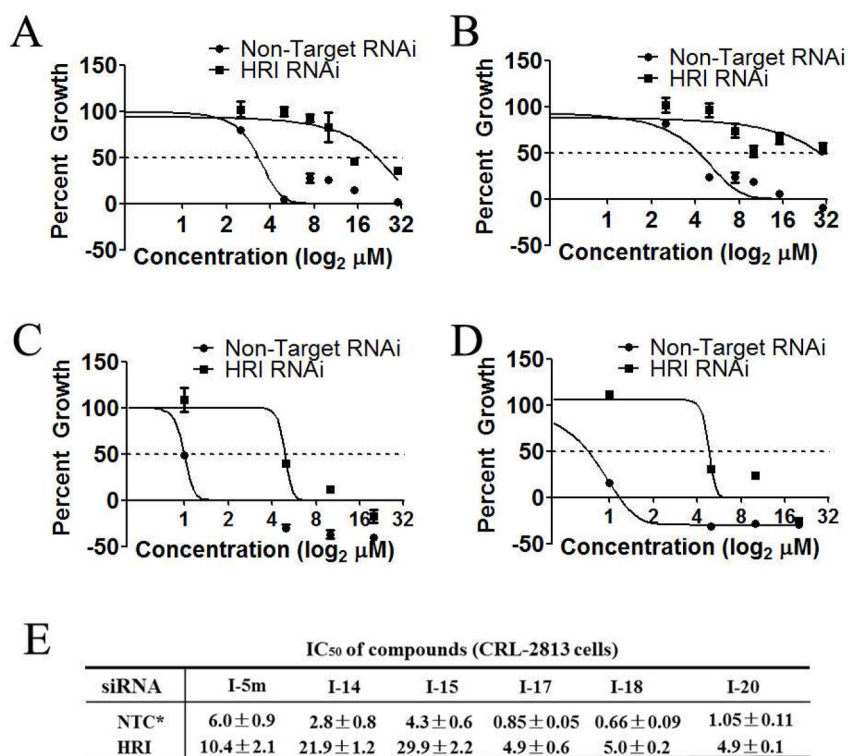 A
Non-Target RNAi
HRI RNAi
150
100
50
0
-50
Percent Growth
1 2 4 8 16 32
Concentration (log₂ µM)
B
Non-Target RNAi
HRI RNAi
150
100
50
0
-50
Percent Growth
1 2 4 8 16 32
Concentration (log₂ µM)
C
Non-Target RNAi
HRI RNAi
150
100
50
0
-50
Percent Growth
1 2 4 8 16 32
Concentration (log₂ µM)
D
Non-Target RNAi
HRI RNAi
150
100
50
0
-50
Percent Growth
1 2 4 8 16 32
Concentration (log₂ µM)
E
IC₅₀ of compounds (CRL-2813 cells)
siRNA I-5m I-14 I-15 I-17 I-18 I-20
NTC* 6.0±0.9 2.8±0.8 4.3±0.6 0.85±0.05 0.66±0.09 1.05±0.11
HRI 10.4±2.1 21.9±1.2 29.9±2.2 4.9±0.6 5.0±0.2 4.9±0.1